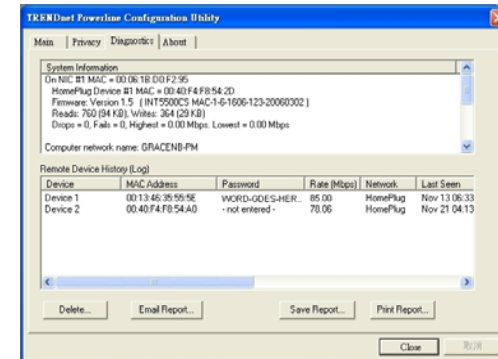 TRENDnet Powerline Configuration Utility
Main Privacy Diagnostics About
System Information
On NIC #1 MAC = 00:06:1B:D0:F2:95
HomePlug Device #1 MAC = 00:40:F4:F8:54:2D
Firmware: Version 1.5 ( INT5500CS MAC-1-6-1606-123-20060302 )
Reads: 760 (94 KB), Writes: 364 (29 KB)
Drops = 0, Fails = 0, Highest = 0.00 Mbps. Lowest = 0.00 Mbps
Computer network name: GRACENB-PM
Remote Device History (Log)
Device MAC Address Password Rate (Mbps) Network Last Seen
Device 1 00:13:46:35:55:5E WORD-GOES-HER... 85.00 HomePlug Nov 13 06:33
Device 2 00:40:F4:F8:54:A0 - not entered - 78.06 HomePlug Nov 21 04:13
Delete... Email Report... Save Report... Print Report...
Close